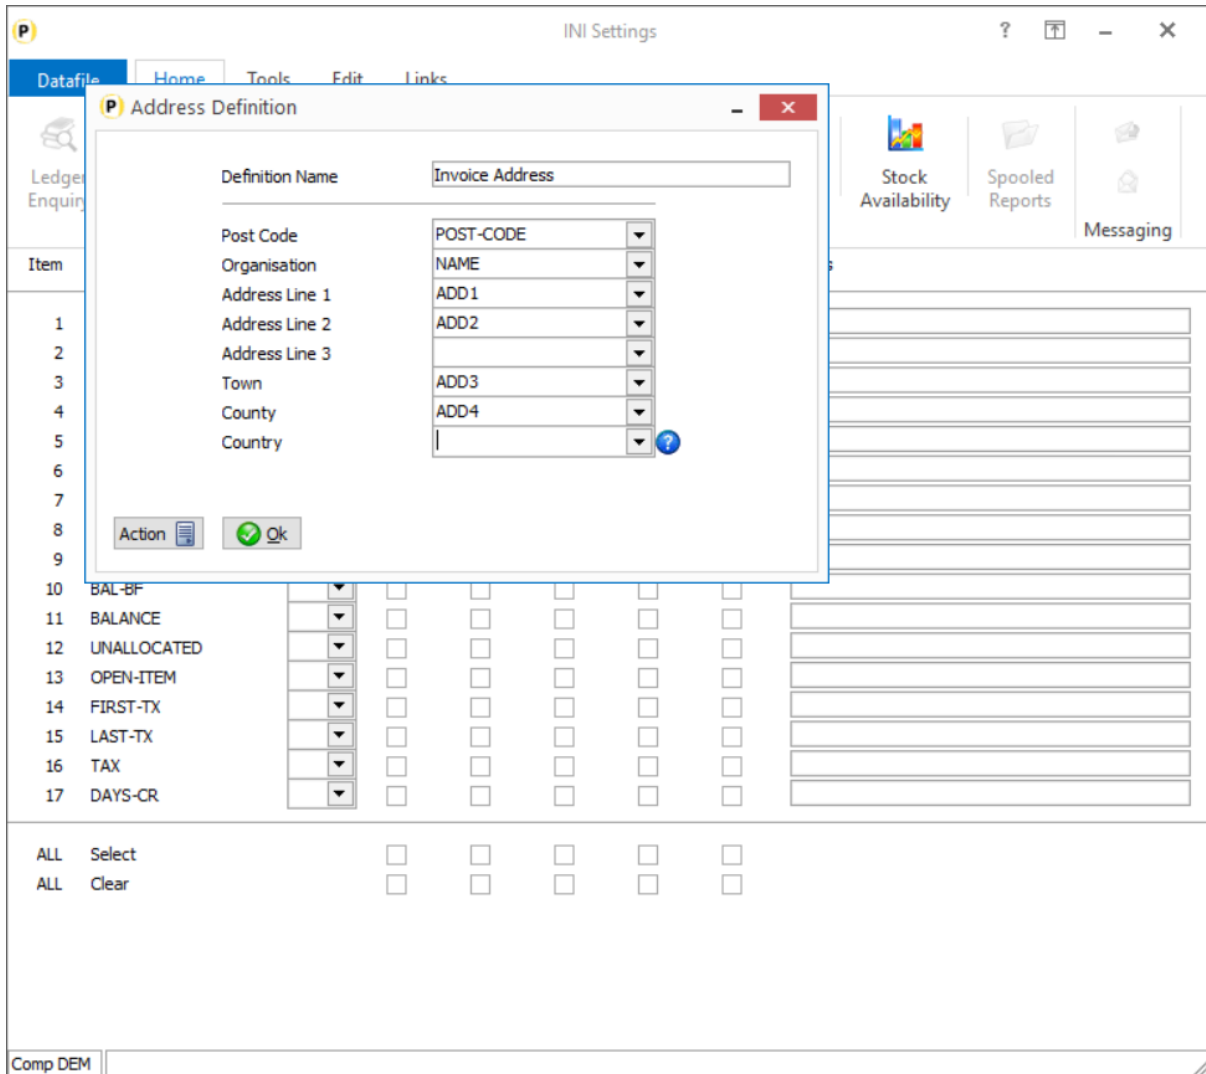 P INI Settings ?
Datafile Home Tools Edit Links
P Address Definition
Definition Name Invoice Address
Post Code POST-CODE
Organisation NAME
Address Line 1 ADD1
Address Line 2 ADD2
Address Line 3
Town ADD3
County ADD4
Country ?
Action Ok
Stock Availability
Spooled Reports
Messaging
Item
1
2
3
4
5
6
7
8
9
10 BAL-BF
11 BALANCE
12 UNALLOCATED
13 OPEN-ITEM
14 FIRST-TX
15 LAST-TX
16 TAX
17 DAYS-CR
ALL Select
ALL Clear
Comp DEM